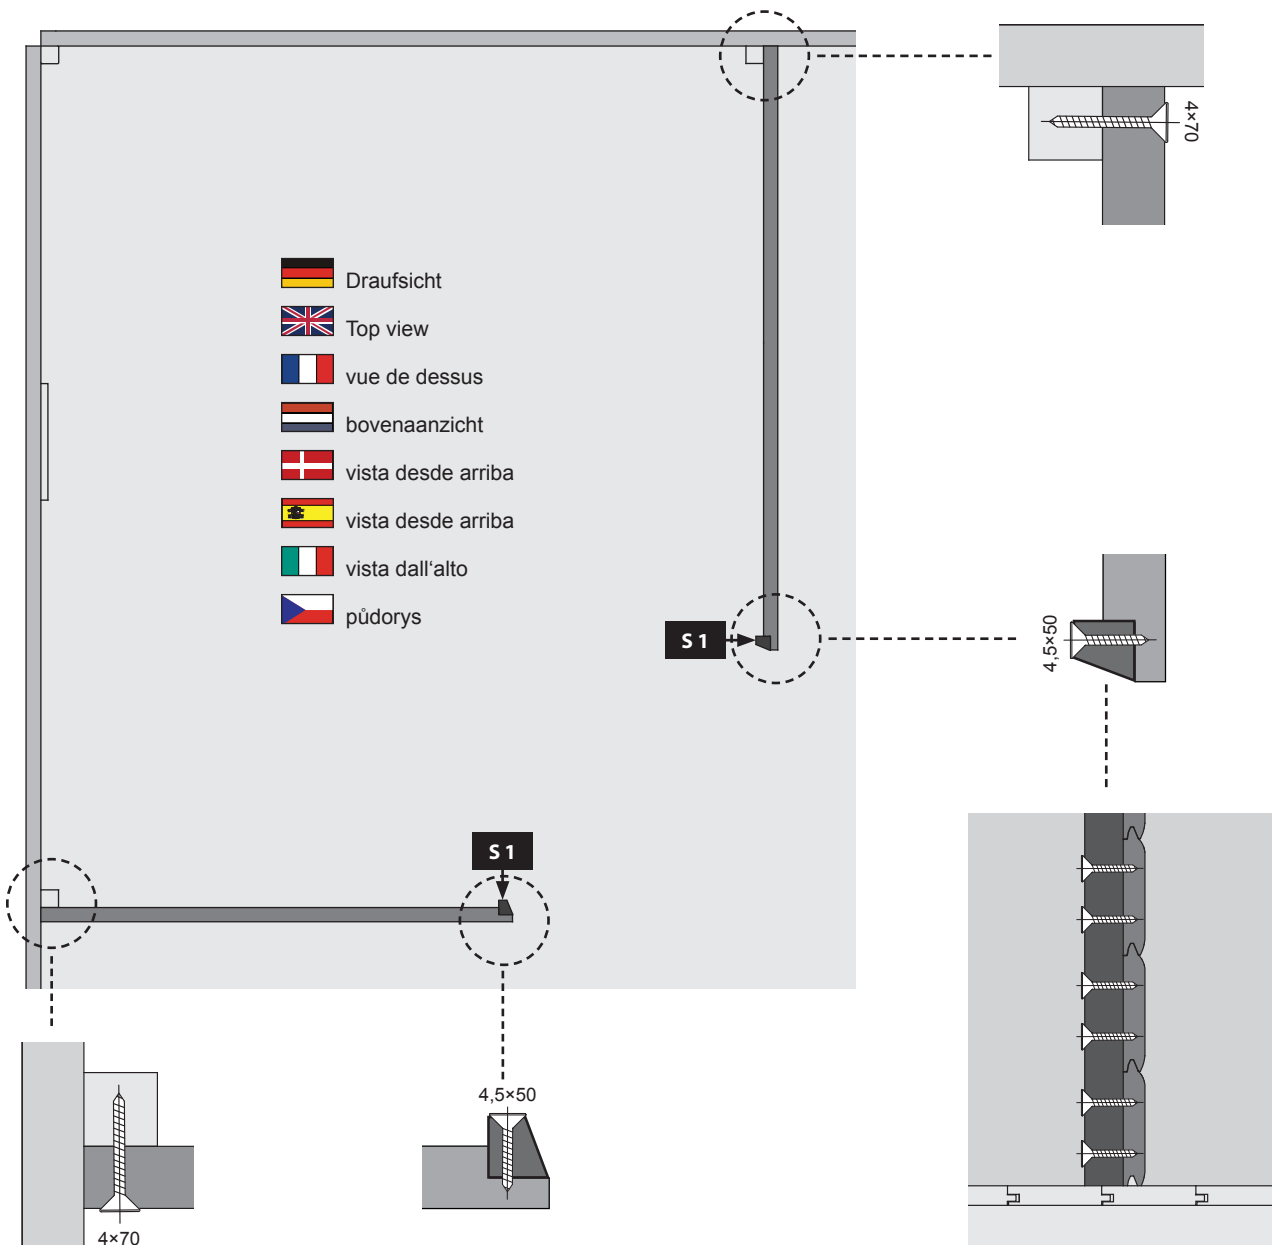 4×70
Draufsicht
Top view
vue de dessus
bovenaanzicht
vista desde arriba
vista desde arriba
vista dall‘alto
půdorys
S 1
4,5×50
S 1
4,5×50
4×70